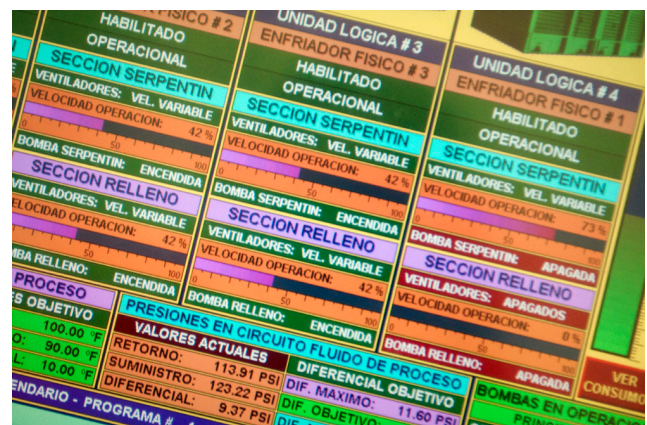 ENFRIADOR FISICO # 2
HABILITADO
OPERACIONAL
SECCION SERPENTIN
VENTILADORES: VEL. VARIABLE
VELOCIDAD OPERACION:
42 %
50
100
BOMBA SERPENTIN: ENCENDIDA
SECCION RELLENO
VENTILADORES: VEL. VARIABLE
VELOCIDAD OPERACION:
42 %
50
100
BOMBA RELLENO: ENCENDIDA
UNIDAD LOGICA # 3
ENFRIADOR FISICO # 3
HABILITADO
OPERACIONAL
SECCION SERPENTIN
VENTILADORES: VEL. VARIABLE
VELOCIDAD OPERACION:
42 %
0 50 100
BOMBA SERPENTIN: ENCENDIDA
SECCION RELLENO
VENTILADORES: VEL. VARIABLE
VELOCIDAD OPERACION:
42 %
0 50 100
BOMBA RELLENO: ENCENDIDA
UNIDAD LOGICA # 4
ENFRIADOR FISICO # 1
HABILITADO
OPERACIONAL
SECCION SERPENTIN
VENTILADORES: VEL. VARIABLE
VELOCIDAD OPERACION:
73 %
0 50 100
BOMBA SERPENTIN: APAGADA
SECCION RELLENO
VENTILADORES: APAGADOS
VELOCIDAD OPERACION:
0 %
0 50 100
BOMBA RELLENO: APAGADA
PROCESO
OBJETIVO
100.00 °F
90.00 °F
10.00 °F
PRESIONES EN CIRCUITO FLUIDO DE PROCESO
VALORES ACTUALES
RETORNO: 113.91 PSI
SUMINISTRO: 123.22 PSI
DIFERENCIAL: 9.37 PSI
DIFERENCIAL OBJETIVO
DIF. MAXIMO: 11.60 PSI
DIF. OBJETIVO:
VER
CONSUMO
BOMBAS EN OPERACI
PRINC
ENDARIO - PROGRAMA #